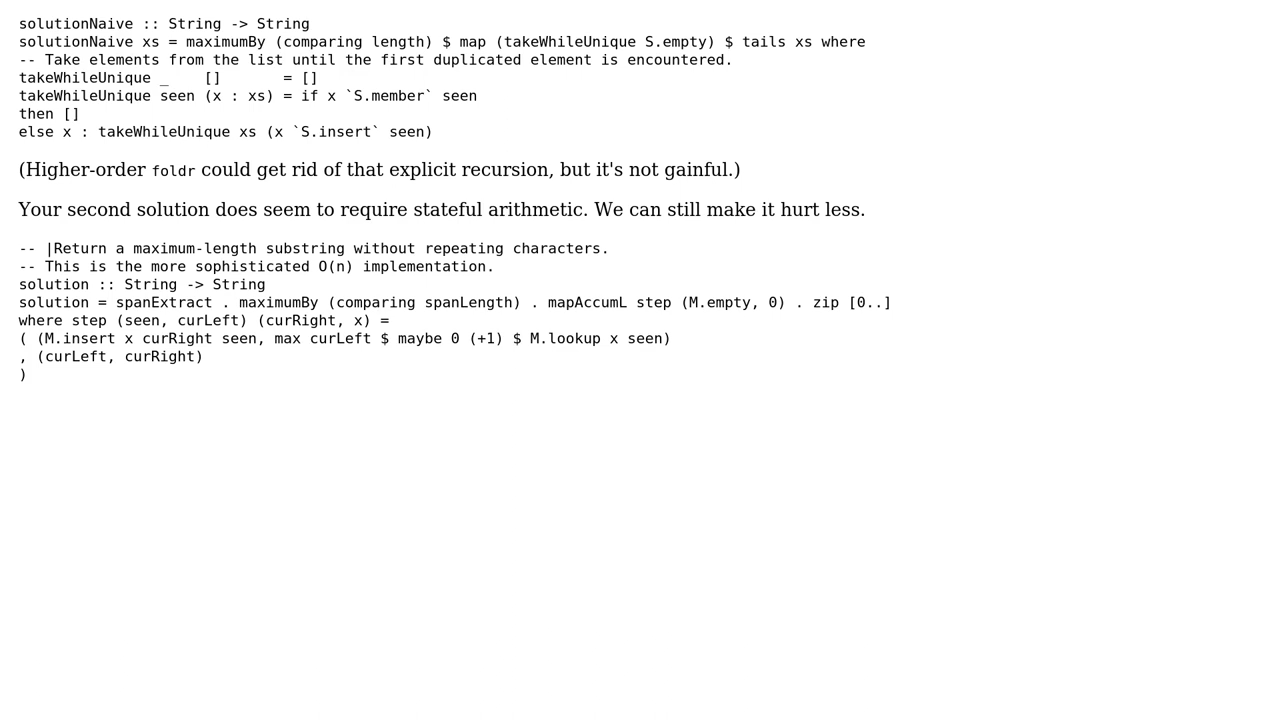 solutionNaive :: String -> String
solutionNaive xs = maximumBy (comparing length) $ map (takeWhileUnique S.empty) $ tails xs where
-- Take elements from the list until the first duplicated element is encountered.
takeWhileUnique _    []       = []
takeWhileUnique seen (x : xs) = if x `S.member` seen
then []
else x : takeWhileUnique xs (x `S.insert` seen)
(Higher-order foldr could get rid of that explicit recursion, but it's not gainful.)
Your second solution does seem to require stateful arithmetic. We can still make it hurt less.
-- |Return a maximum-length substring without repeating characters.
-- This is the more sophisticated O(n) implementation.
solution :: String -> String
solution = spanExtract . maximumBy (comparing spanLength) . mapAccumL step (M.empty, 0) . zip [0..]
where step (seen, curLeft) (curRight, x) =
( (M.insert x curRight seen, max curLeft $ maybe 0 (+1) $ M.lookup x seen)
, (curLeft, curRight)
)